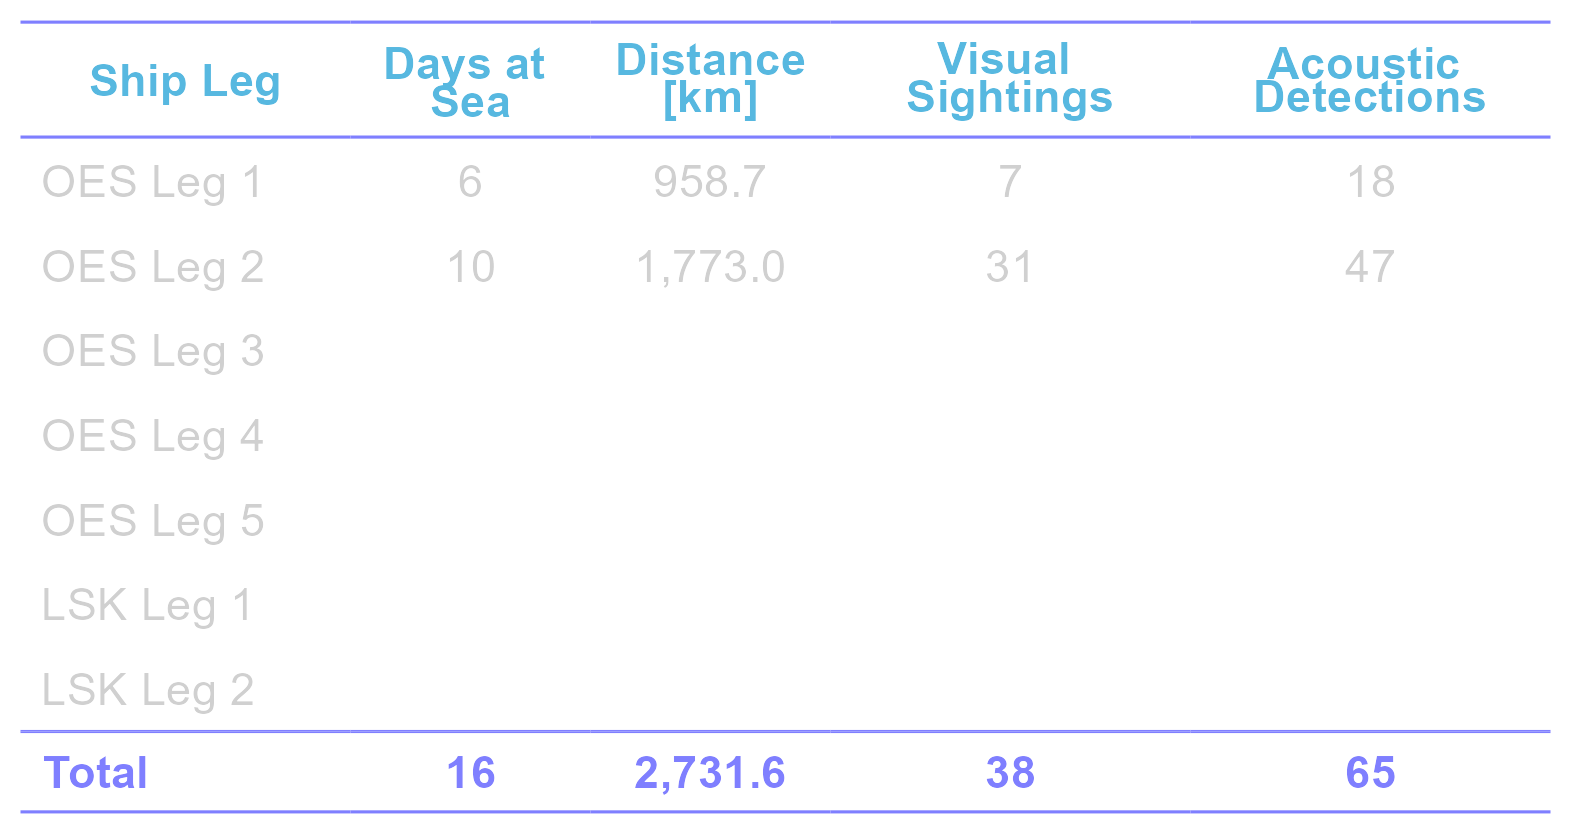 Ship Leg Days at Sea Distance [km] Visual Sightings Acoustic Detections
OES Leg 1 6 958.7 7 18
OES Leg 2 10 1,773.0 31 47
OES Leg 3
OES Leg 4
OES Leg 5
LSK Leg 1
LSK Leg 2
Total 16 2,731.6 38 65